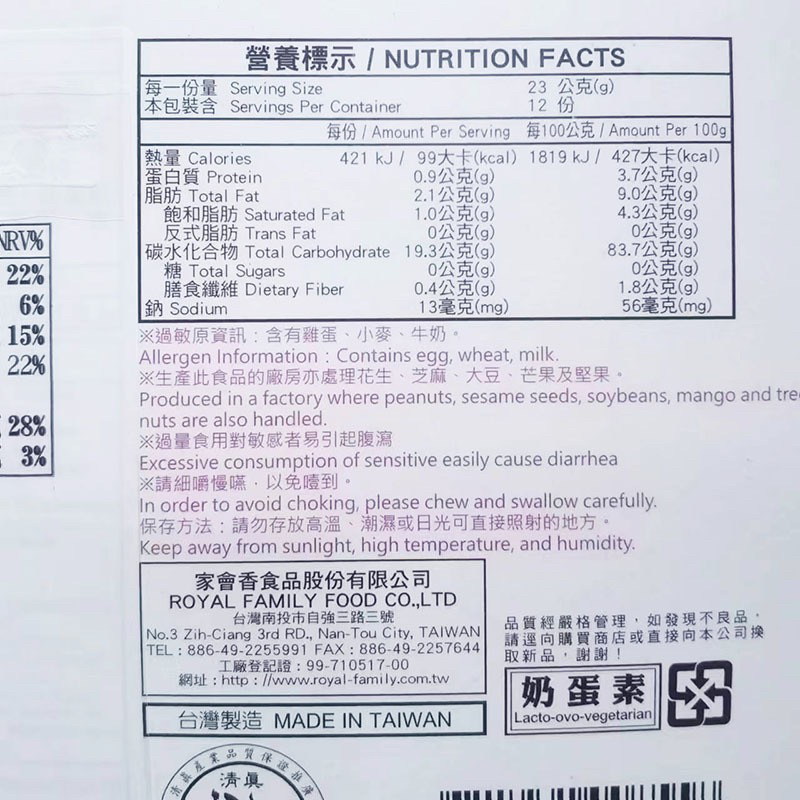 營養標示 / NUTRITION FACTS
每一份量 Serving Size 23 公克(g)
本包裝含 Servings Per Container 12 份
每份 / Amount Per Serving 每100公克 / Amount Per 100g
熱量 Calories 421 kJ / 99大卡(kcal) 1819 kJ / 427大卡(kcal)
蛋白質 Protein 0.9公克(g) 3.7公克(g)
脂肪 Total Fat 2.1公克(g) 9.0公克(g)
飽和脂肪 Saturated Fat 1.0公克(g) 4.3公克(g)
反式脂肪 Trans Fat 0公克(g) 0公克(g)
碳水化合物 Total Carbohydrate 19.3公克(g) 83.7公克(g)
糖 Total Sugars 0公克(g) 0公克(g)
膳食纖維 Dietary Fiber 0.4公克(g) 1.8公克(g)
鈉 Sodium 13毫克(mg) 56毫克(mg)
NRV%
22%
6%
15%
22%
28%
3%
※過敏原資訊：含有雞蛋、小麥、牛奶。
Allergen Information : Contains egg, wheat, milk.
※生產此食品的廠房亦處理花生、芝麻、大豆、芒果及堅果。
Produced in a factory where peanuts, sesame seeds, soybeans, mango and tree
nuts are also handled.
※過量食用對敏感者易引起腹瀉
Excessive consumption of sensitive easily cause diarrhea
※請細嚼慢嚥，以免噎到。
In order to avoid choking, please chew and swallow carefully.
保存方法：請勿存放高溫、潮濕或日光可直接照射的地方。
Keep away from sunlight, high temperature, and humidity.
家會香食品股份有限公司
ROYAL FAMILY FOOD CO.,LTD
台灣南投市自強三路三號
No.3 Zih-Ciang 3rd RD., Nan-Tou City, TAIWAN
TEL : 886-49-2255991 FAX : 886-49-2257644
工廠登記證 : 99-710517-00
網址 : http : //www.royal-family.com.tw
台灣製造 MADE IN TAIWAN
品質經嚴格管理，如發現不良品，
請逕向購買商店或直接向本公司換
取新品，謝謝！
奶蛋素
Lacto-ovo-vegetarian
清真產業品質保證推廣
清真